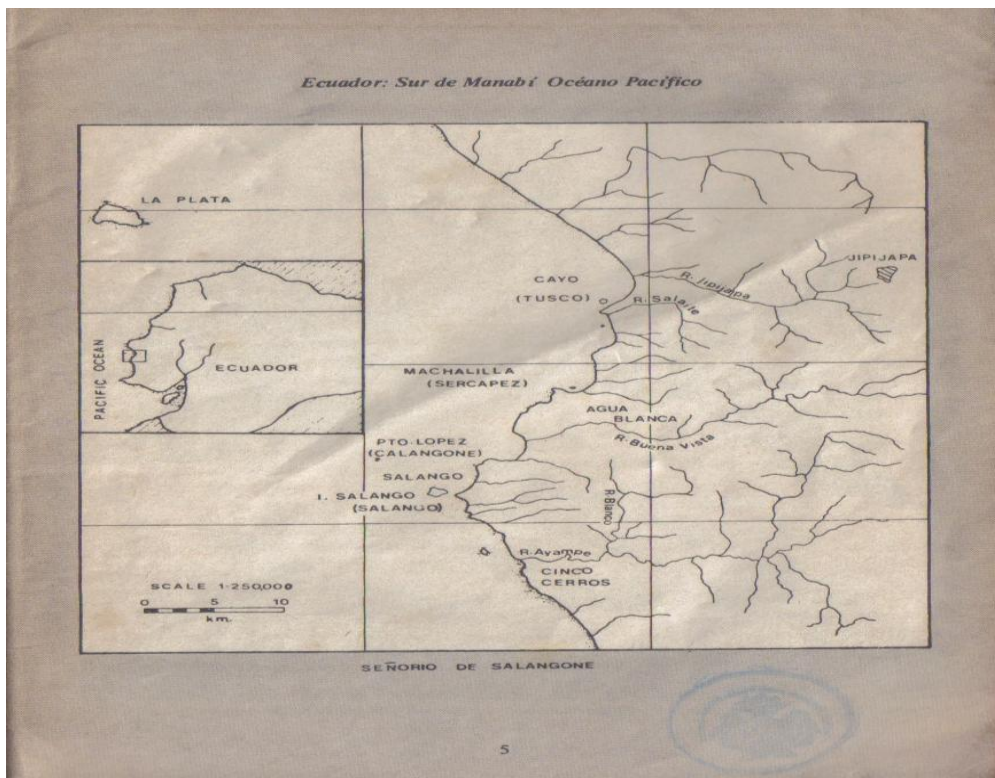 Ecuador: Sur de Manabí Océano Pacífico
LA PLATA
JIPIJAPA
CAYO
(TUSCO)
R. Jipijapa
R. Salaite
PACIFIC OCEAN
ECUADOR
MACHALILLA
(SERCAPEZ)
AGUA
BLANCA
R. Buena Vista
PTO-LOPEZ
(CALANGONE)
SALANGO
I. SALANGO
(SALANGO)
R. Blanco
R. Ayampe
CINCO
CERROS
SCALE 1:250,000
0 5 10
km.
SEÑORIO DE SALANGONE
5